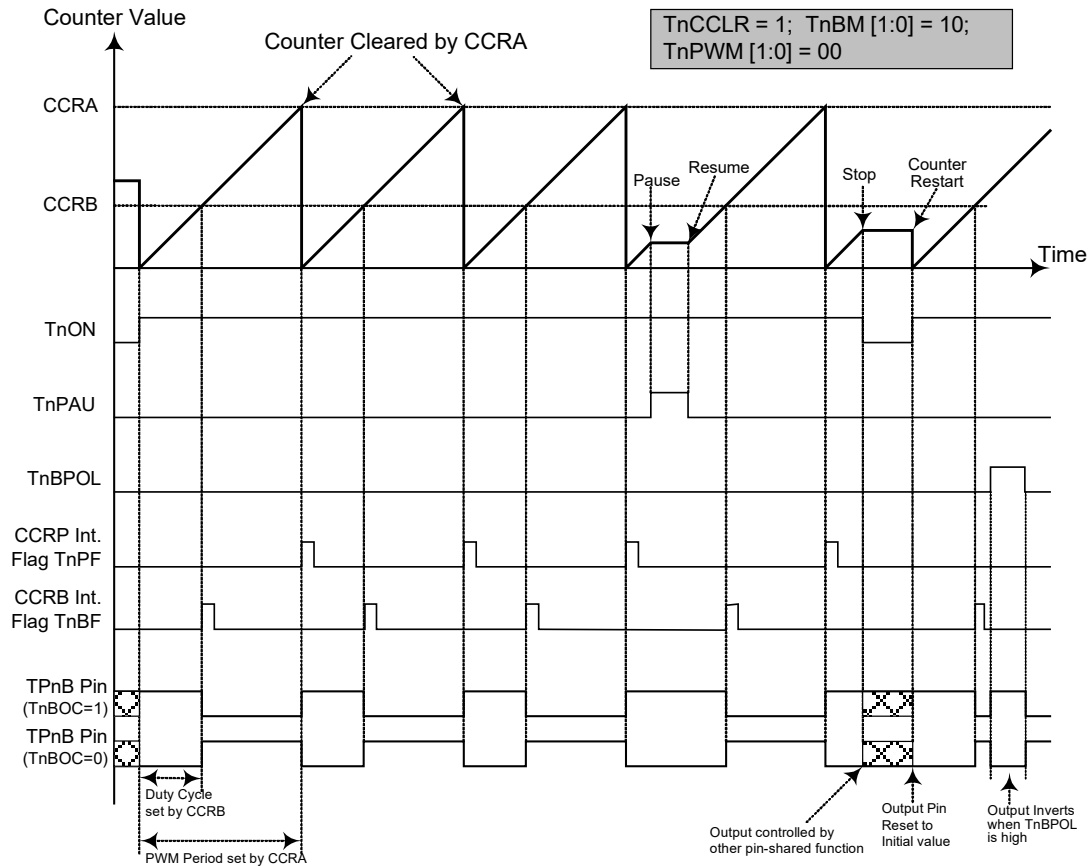 Counter Value
TnCCLR = 1; TnBM [1:0] = 10;
TnPWM [1:0] = 00
Counter Cleared by CCRA
CCRA
CCRB
Pause
Resume
Stop
Counter
Restart
Time
TnON
TnPAU
TnBPOL
CCRP Int.
Flag TnPF
CCRB Int.
Flag TnBF
TPnB Pin
(TnBOC=1)
TPnB Pin
(TnBOC=0)
Duty Cycle
set by CCRB
PWM Period set by CCRA
Output controlled by
other pin-shared function
Output Pin
Reset to
Initial value
Output Inverts
when TnBPOL
is high